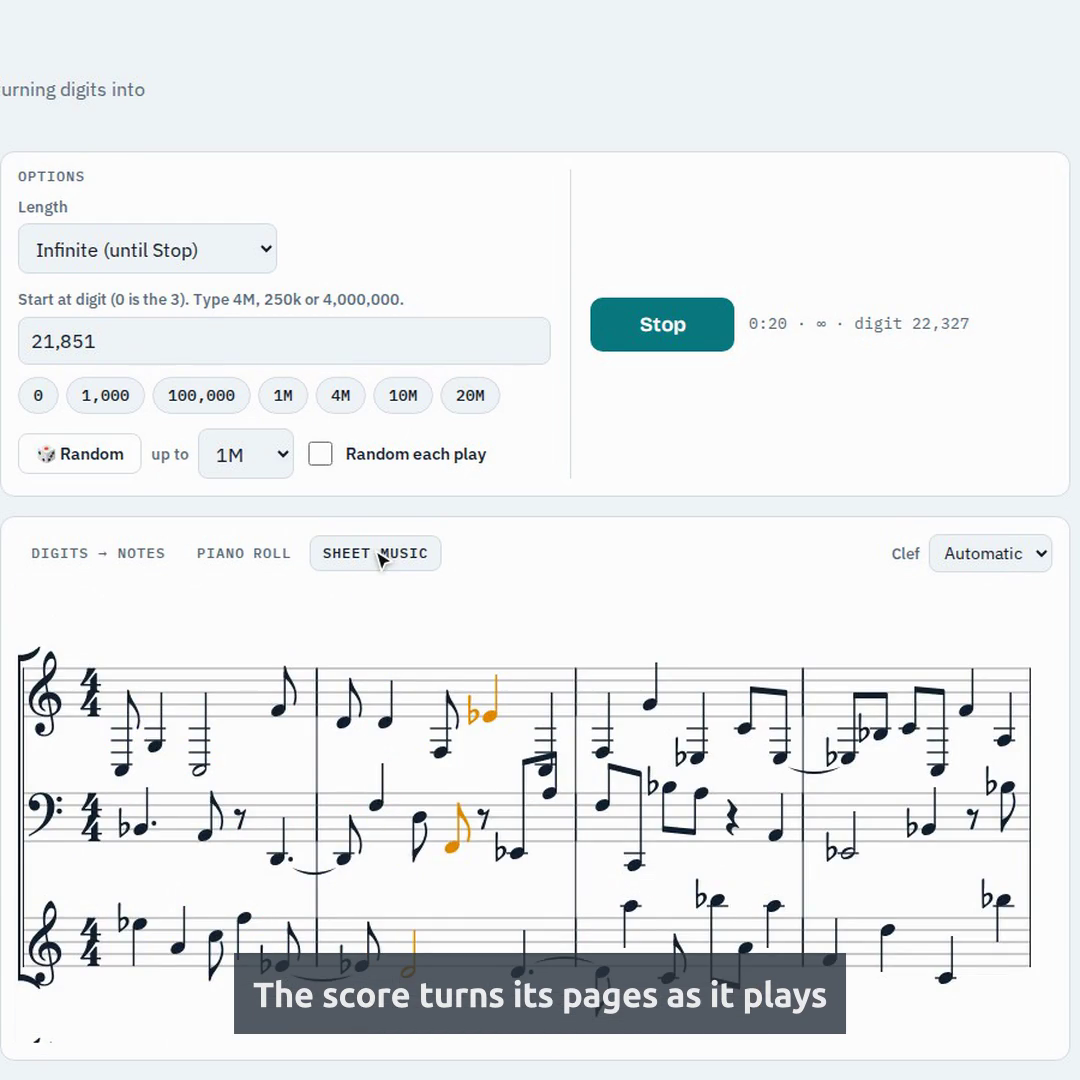 urning digits into
OPTIONS
Length
Infinite (until Stop)
Start at digit (0 is the 3). Type 4M, 250k or 4,000,000.
21,851
0 1,000 100,000 1M 4M 10M 20M
🎲 Random up to 1M Random each play
Stop 0:20 · ∞ · digit 22,327
DIGITS → NOTES PIANO ROLL SHEET MUSIC Clef Automatic
The score turns its pages as it plays